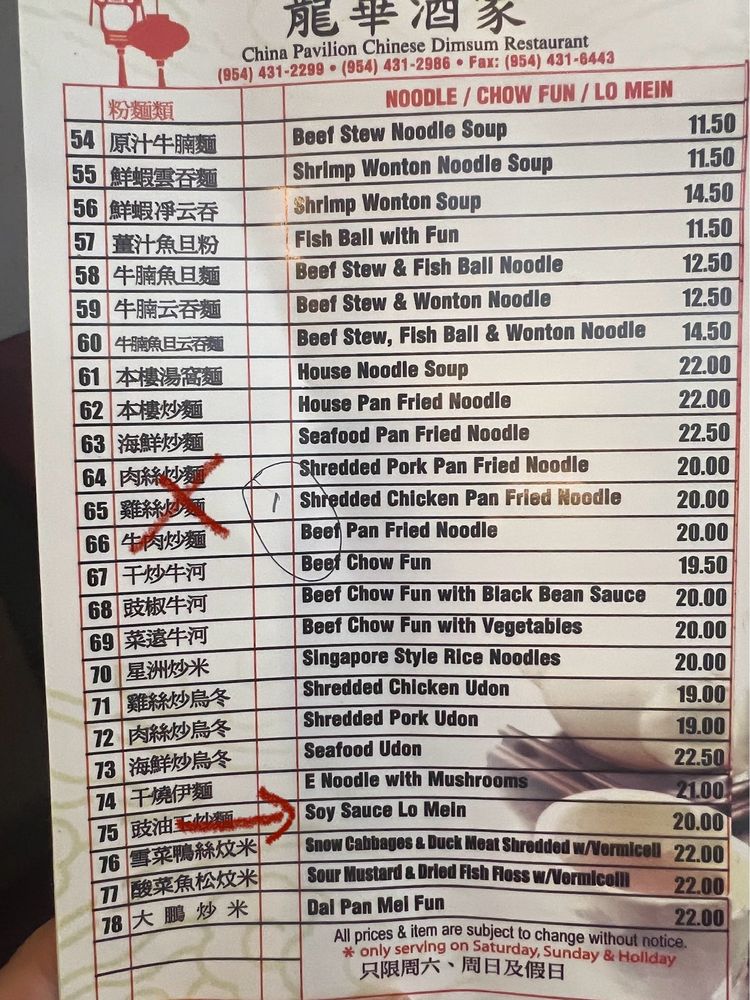 龍華酒家
China Pavilion Chinese Dimsum Restaurant
(954) 431-2299 • (954) 431-2986 • Fax: (954) 431-6443
粉麵類 NOODLE / CHOW FUN / LO MEIN
54 原汁牛腩麵 Beef Stew Noodle Soup 11.50
55 鮮蝦雲吞麵 Shrimp Wonton Noodle Soup 11.50
56 鮮蝦凈云吞 Shrimp Wonton Soup 14.50
57 薑汁魚旦粉 Fish Ball with Fun 11.50
58 牛腩魚旦麵 Beef Stew & Fish Ball Noodle 12.50
59 牛腩云吞麵 Beef Stew & Wonton Noodle 12.50
60 牛腩魚旦云吞麵 Beef Stew, Fish Ball & Wonton Noodle 14.50
61 本樓湯窩麵 House Noodle Soup 22.00
62 本樓炒麵 House Pan Fried Noodle 22.00
63 海鮮炒麵 Seafood Pan Fried Noodle 22.50
64 肉絲炒麵 Shredded Pork Pan Fried Noodle 20.00
65 雞絲炒麵 1 Shredded Chicken Pan Fried Noodle 20.00
66 牛肉炒麵 Beef Pan Fried Noodle 20.00
67 干炒牛河 Beef Chow Fun 19.50
68 豉椒牛河 Beef Chow Fun with Black Bean Sauce 20.00
69 菜遠牛河 Beef Chow Fun with Vegetables 20.00
70 星洲炒米 Singapore Style Rice Noodles 20.00
71 雞絲炒烏冬 Shredded Chicken Udon 19.00
72 肉絲炒烏冬 Shredded Pork Udon 19.00
73 海鮮炒烏冬 Seafood Udon 22.50
74 干燒伊麵 E Noodle with Mushrooms 21.00
75 豉油王炒麵 Soy Sauce Lo Mein 20.00
76 雪菜鴨絲炆米 Snow Cabbages & Duck Meat Shredded w/Vermicell 22.00
77 酸菜魚松炆米 Sour Mustard & Dried Fish Floss w/Vermicelli 22.00
78 大鵬炒米 Dai Pan Mei Fun 22.00
All prices & item are subject to change without notice.
* only serving on Saturday, Sunday & Holiday
只限周六、周日及假日